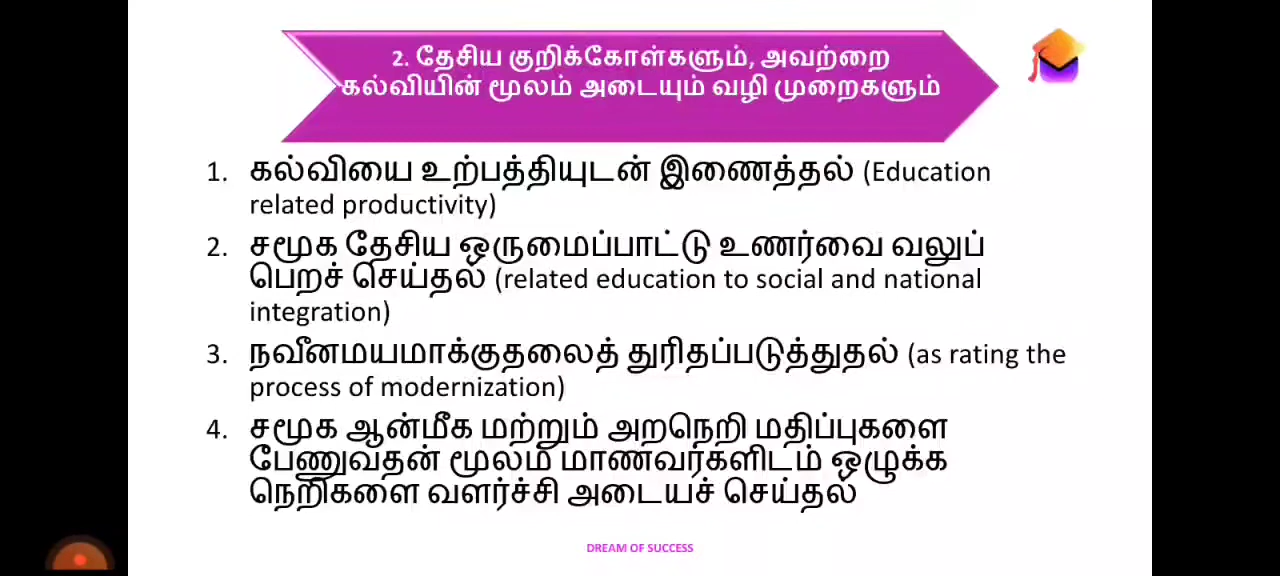 2. தேசிய குறிக்கோள்களும், அவற்றை
கல்வியின் மூலம் அடையும் வழி முறைகளும்
1. கல்வியை உற்பத்தியுடன் இணைத்தல் (Education
related productivity)
2. சமூக தேசிய ஒருமைப்பாட்டு உணர்வை வலுப்
பெறச் செய்தல் (related education to social and national
integration)
3. நவீனமயமாக்குதலைத் துரிதப்படுத்துதல் (as rating the
process of modernization)
4. சமூக ஆன்மீக மற்றும் அறநெறி மதிப்புகளை
பேணுவதன் மூலம் மாணவர்களிடம் ஒழுக்க
நெறிகளை வளர்ச்சி அடையச் செய்தல்
DREAM OF SUCCESS